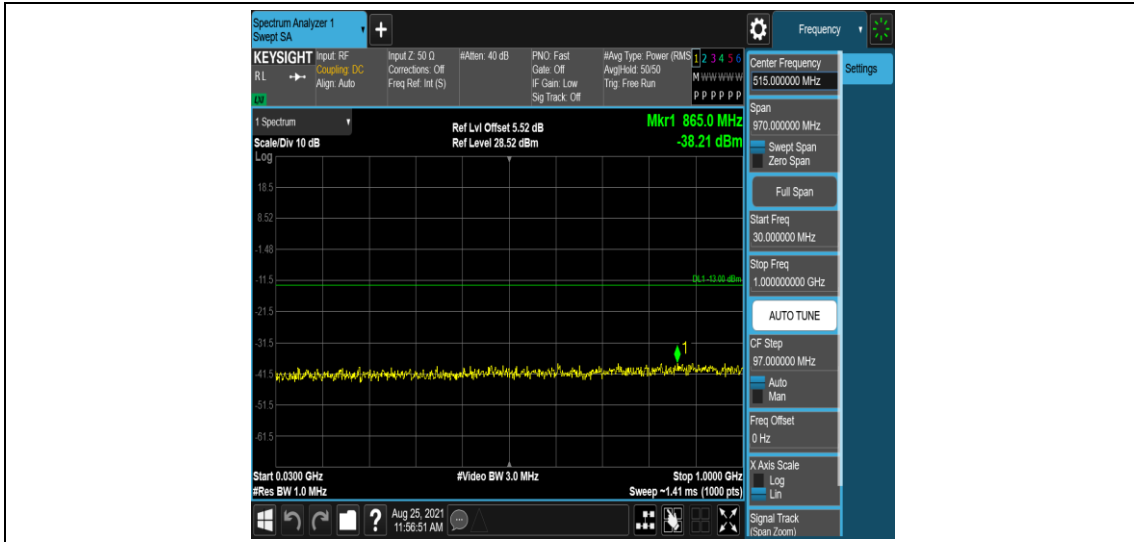 Spectrum Analyzer 1
Swept SA
+
Frequency
KEYSIGHT
RL
Input: RF
Coupling: DC
Align: Auto
Input Z: 50 Ω
Corrections: Off
Freq Ref: Int (S)
#Atten: 40 dB
PNO: Fast
Gate: Off
IF Gain: Low
Sig Track: Off
#Avg Type: Power (RMS
Avg|Hold: 50/50
Trig: Free Run
1 2 3 4 5 6
M W W W W W
P P P P P P
1 Spectrum
Scale/Div 10 dB
Log
Ref Lvl Offset 5.52 dB
Ref Level 28.52 dBm
Mkr1 865.0 MHz
-38.21 dBm
18.5
8.52
-1.48
-11.5
DL1 -13.00 dBm
-21.5
-31.5
1
-41.5
-51.5
-61.5
Start 0.0300 GHz
#Video BW 3.0 MHz
Stop 1.0000 GHz
#Res BW 1.0 MHz
Sweep ~1.41 ms (1000 pts)
?
Aug 25, 2021
11:56:51 AM
Center Frequency
515.000000 MHz
Settings
Span
970.000000 MHz
Swept Span
Zero Span
Full Span
Start Freq
30.000000 MHz
Stop Freq
1.000000000 GHz
AUTO TUNE
CF Step
97.000000 MHz
Auto
Man
Freq Offset
0 Hz
X Axis Scale
Log
Lin
Signal Track
(Span Zoom)